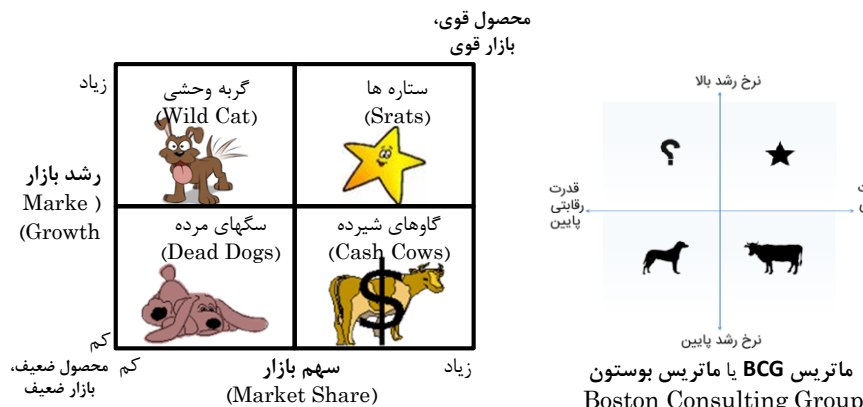 محصول قوی،
بازار قوی
زیاد
گربه وحشی
(Wild Cat)
ستاره ها
(Srats)
رشد بازار
Marke )
(Growth
سگهای مرده
(Dead Dogs)
گاوهای شیرده
(Cash Cows)
$
کم
محصول ضعیف،
بازار ضعیف
کم
سهم بازار
(Market Share)
زیاد
نرخ رشد بالا
؟
قدرت
رقابتی
پایین
نرخ رشد پایین
ماتریس BCG یا ماتریس بوستون
Boston Consulting Group